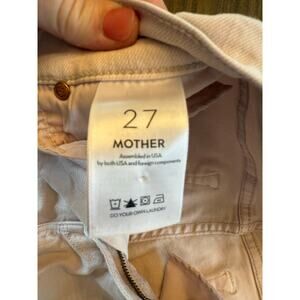 27
MOTHER
Assembled in USA
by both USA and foreign components
DO YOUR OWN LAUNDRY